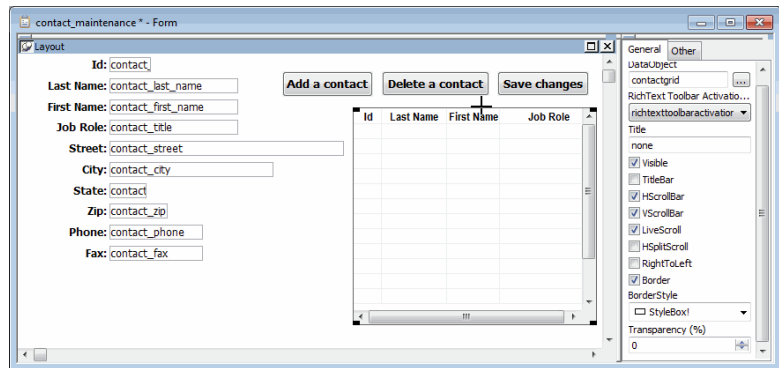 contact_maintenance * - Form
Layout
Id: contact_
Last Name: contact_last_name
First Name: contact_first_name
Job Role: contact_title
Street: contact_street
City: contact_city
State: contact
Zip: contact_zip
Phone: contact_phone
Fax: contact_fax
Add a contact Delete a contact Save changes
Id Last Name First Name Job Role
General Other
DataObject
contactgrid ...
RichText Toolbar Activatio...
richtexttoolbaractivatior
Title
none
Visible
TitleBar
HScrollBar
VScrollBar
LiveScroll
HSplitScroll
RightToLeft
Border
BorderStyle
StyleBox!
Transparency (%)
0